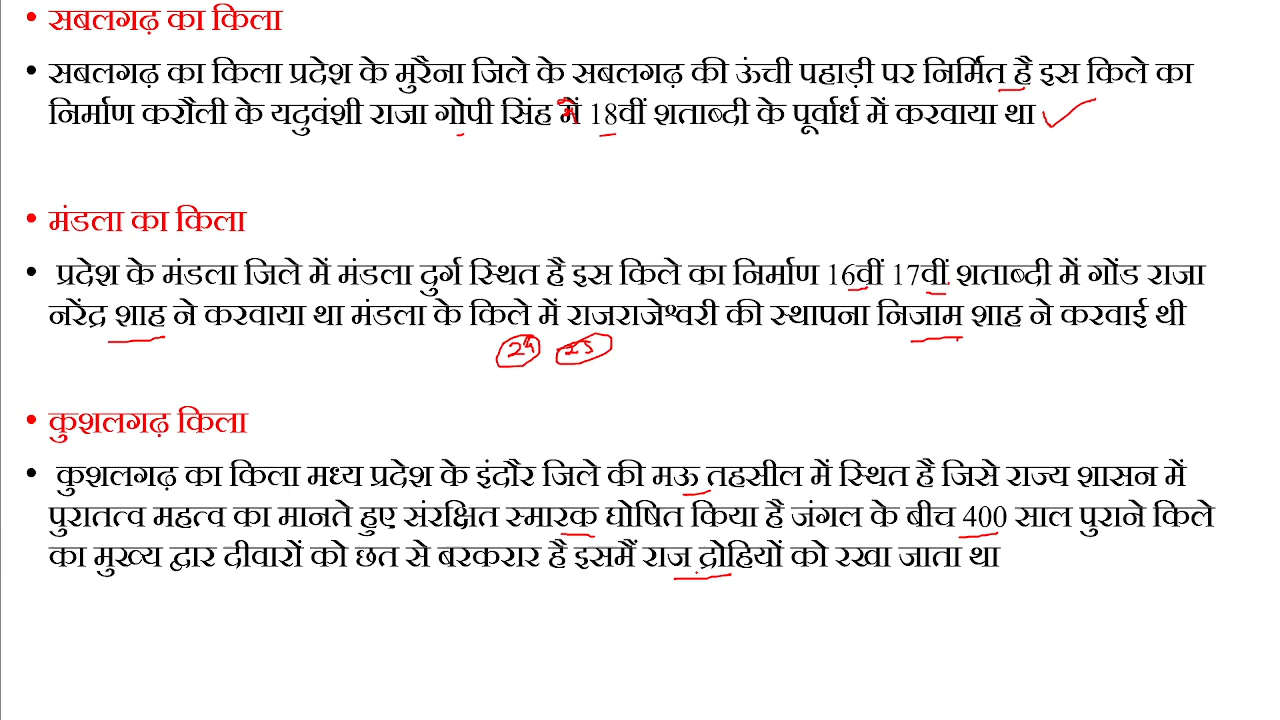 • सबलगढ़ का किला
• सबलगढ़ का किला प्रदेश के मुरैना जिले के सबलगढ़ की ऊंची पहाड़ी पर निर्मित है इस किले का
निर्माण करौली के यदुवंशी राजा गोपी सिंह में 18वीं शताब्दी के पूर्वार्ध में करवाया था
• मंडला का किला
• प्रदेश के मंडला जिले में मंडला दुर्ग स्थित है इस किले का निर्माण 16वीं 17वीं शताब्दी में गोंड राजा
नरेंद्र शाह ने करवाया था मंडला के किले में राजराजेश्वरी की स्थापना निजाम शाह ने करवाई थी
• कुशलगढ़ किला
• कुशलगढ़ का किला मध्य प्रदेश के इंदौर जिले की मऊ तहसील में स्थित है जिसे राज्य शासन में
पुरातत्व महत्व का मानते हुए संरक्षित स्मारक घोषित किया है जंगल के बीच 400 साल पुराने किले
का मुख्य द्वार दीवारों को छत से बरकरार है इसमैं राज द्रोहियों को रखा जाता था